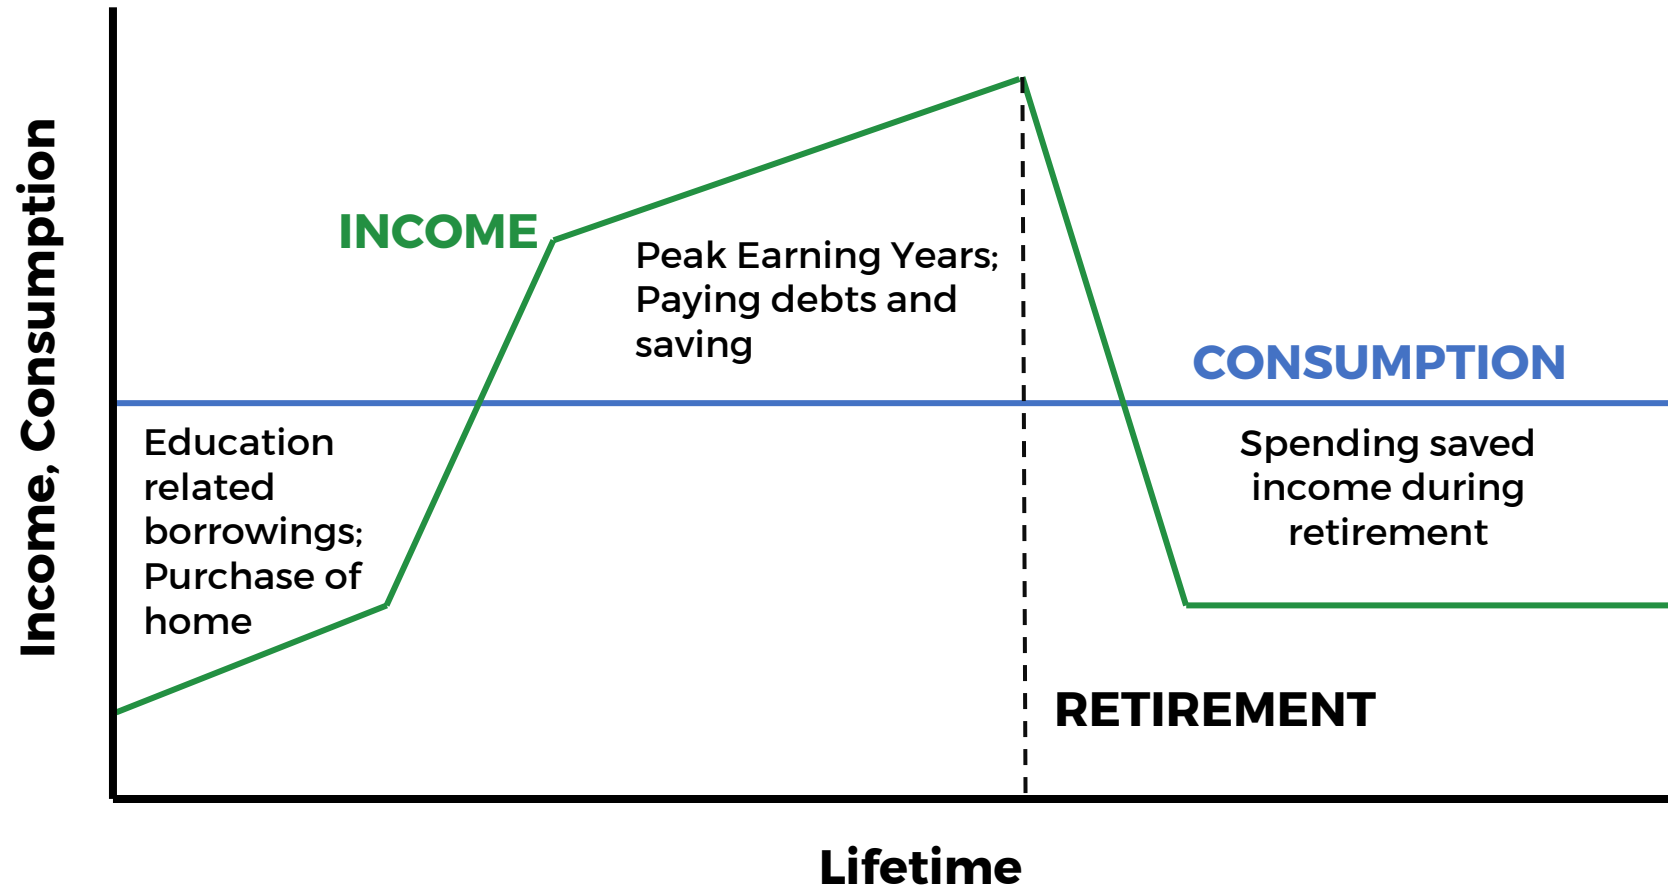 Income, Consumption
INCOME
Peak Earning Years;
Paying debts and
saving
CONSUMPTION
Education
related
borrowings;
Purchase of
home
Spending saved
income during
retirement
RETIREMENT
Lifetime